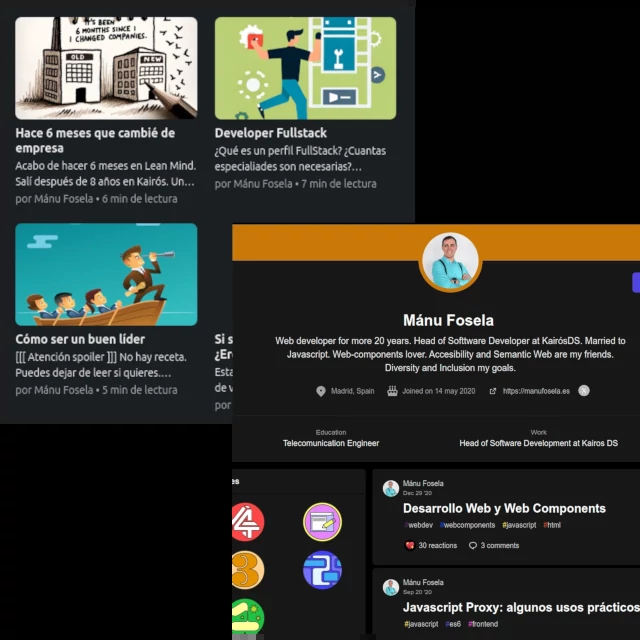 IT'S BEEN
6 MONTHS SINCE I
I CHANGED COMPANIES.
OLD
NEW
Hace 6 meses que cambié de
empresa
Acabo de hacer 6 meses en Lean Mind.
Salí después de 8 años en Kairós. Un...
por Mánu Fosela • 6 min de lectura
Developer Fullstack
¿Qué es un perfil FullStack? ¿Cuantas
especialiades son necesarias?...
por Mánu Fosela • 7 min de lectura
Cómo ser un buen líder
[[[ Atención spoiler ]]] No hay receta.
Puedes dejar de leer si quieres....
por Mánu Fosela • 5 min de lectura
Si s
¿Er
Esta
de v
por
Mánu Fosela
Web developer for more 20 years. Head of Softtware Developer at KairósDS. Married to
Javascript. Web-components lover. Accesibility and Semantic Web are my friends.
Diversity and Inclusion my goals.
Madrid, Spain
Joined on 14 may 2020
https://manufosela.es
X
Education
Telecomunication Engineer
Work
Head of Software Development at Kairos DS
es
4
3
Mánu Fosela
Dec 29 '20
Desarrollo Web y Web Components
#webdev #webcomponents #javascript #html
30 reactions
3 comments
Mánu Fosela
Sep 20 '20
Javascript Proxy: algunos usos prácticos
#javascript #es6 #frontend